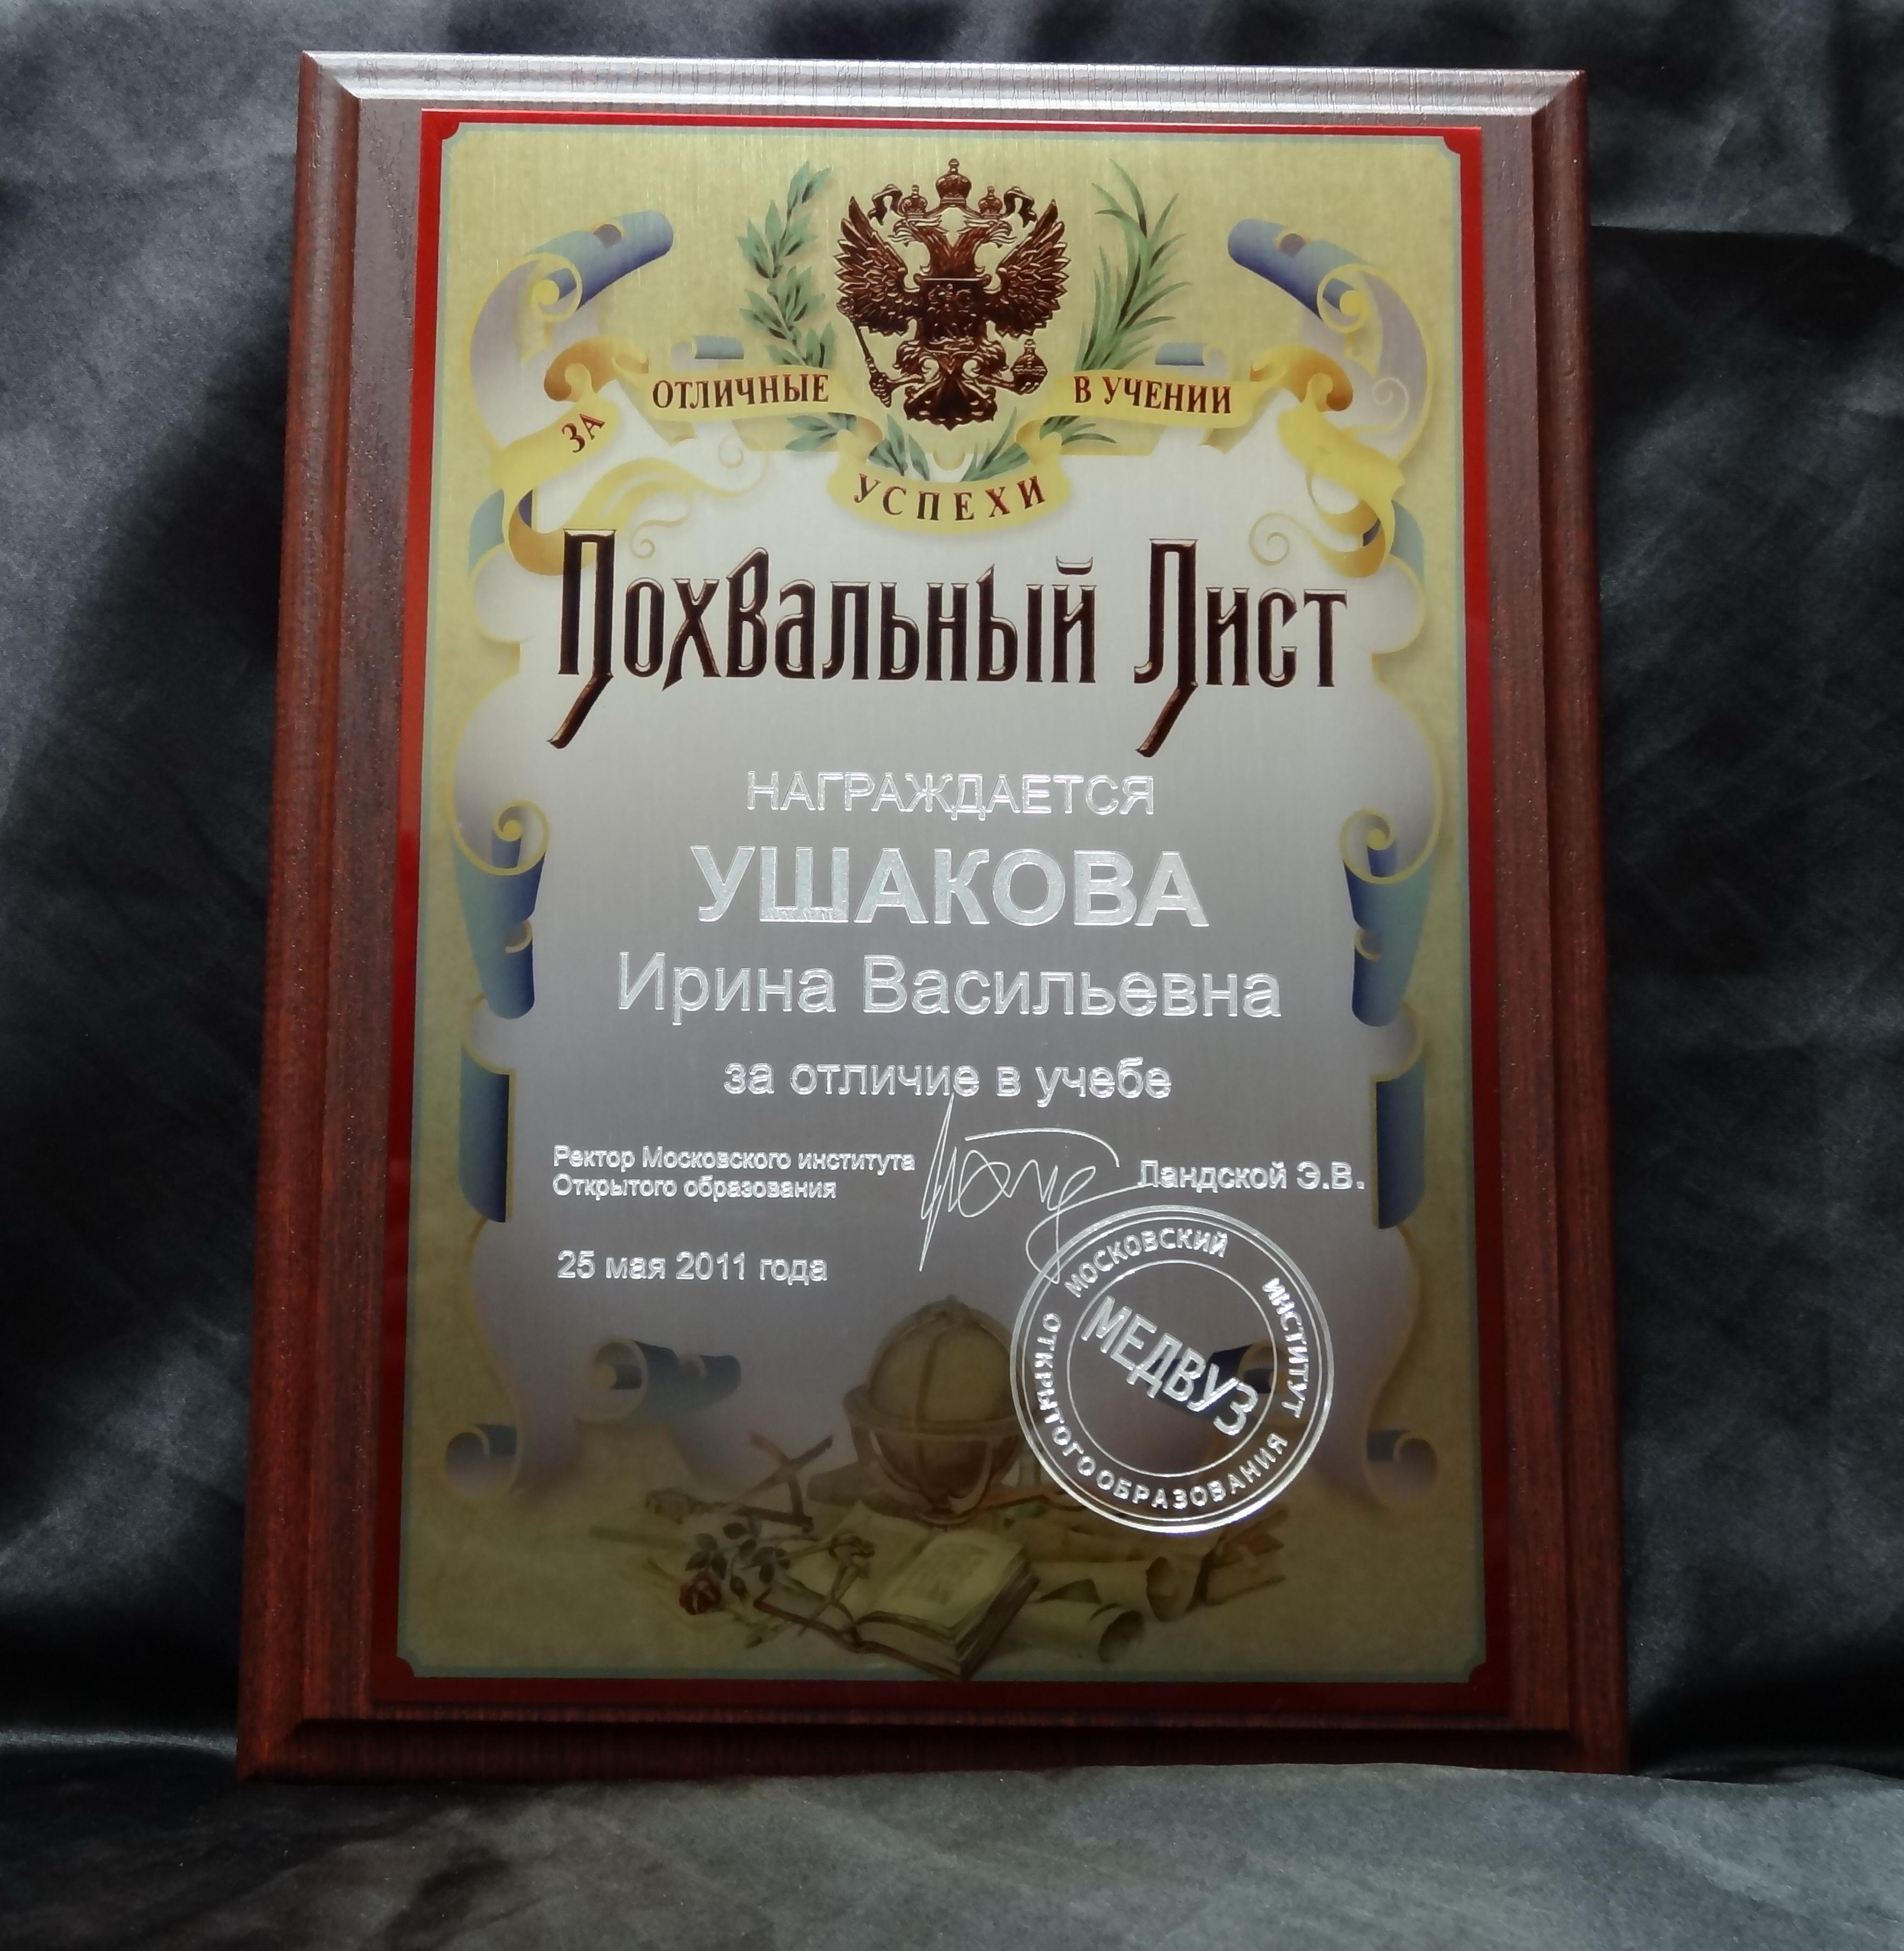 ЗА ОТЛИЧНЫЕ УСПЕХИ В УЧЕНИИ
Похвальный Лист
НАГРАЖДАЕТСЯ
УШАКОВА
Ирина Васильевна
за отличие в учебе
Ректор Московского института
Открытого образования
Ландской Э.В.
25 мая 2011 года
МОСКОВСКИЙ ИНСТИТУТ ОТКРЫТОГО ОБРАЗОВАНИЯ
МЕДВУЗ